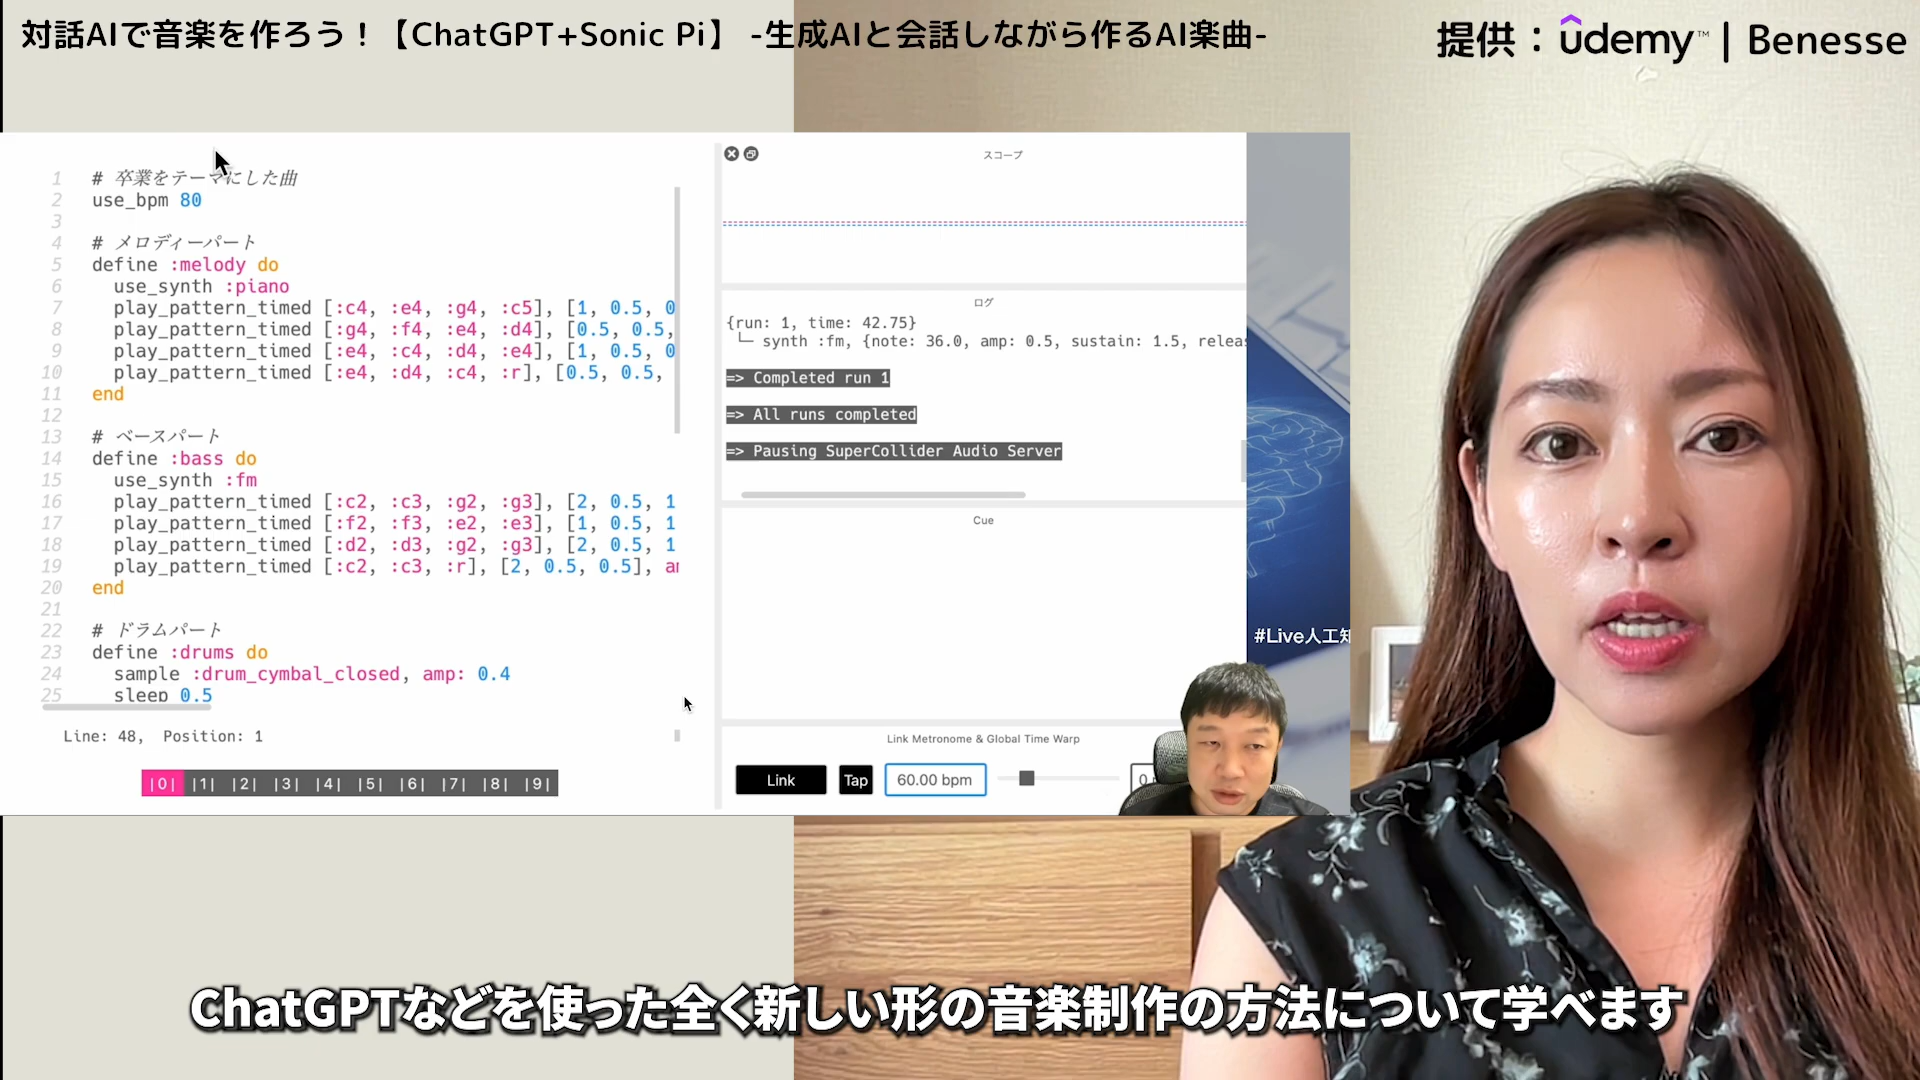 対話AIで音楽を作ろう！【ChatGPT+Sonic Pi】 -生成AIと会話しながら作るAI楽曲-
提供：ûdemy™ | Benesse
1 # 卒業をテーマにした曲
2 use_bpm 80
3
4 # メロディーパート
5 define :melody do
6 use_synth :piano
7 play_pattern_timed [:c4, :e4, :g4, :c5], [1, 0.5, 0
8 play_pattern_timed [:g4, :f4, :e4, :d4], [0.5, 0.5,
9 play_pattern_timed [:e4, :c4, :d4, :e4], [1, 0.5, 0
10 play_pattern_timed [:e4, :d4, :c4, :r], [0.5, 0.5,
11 end
12
13 # ベースパート
14 define :bass do
15 use_synth :fm
16 play_pattern_timed [:c2, :c3, :g2, :g3], [2, 0.5, 1
17 play_pattern_timed [:f2, :f3, :e2, :e3], [1, 0.5, 1
18 play_pattern_timed [:d2, :d3, :g2, :g3], [2, 0.5, 1
19 play_pattern_timed [:c2, :c3, :r], [2, 0.5, 0.5],
20 end
21
22 # ドラムパート
23 define :drums do
24 sample :drum_cymbal_closed, amp: 0.4
25 sleep 0.5
Line: 48, Position: 1
|0| |1| |2| |3| |4| |5| |6| |7| |8| |9|
スコープ
ログ
{run: 1, time: 42.75}
└─ synth :fm, {note: 36.0, amp: 0.5, sustain: 1.5, relea
=> Completed run 1
=> All runs completed
=> Pausing SuperCollider Audio Server
Cue
Link Metronome & Global Time Warp
Link Tap 60.00 bpm 0
#Live人工知
ChatGPTなどを使った全く新しい形の音楽制作の方法について学べます